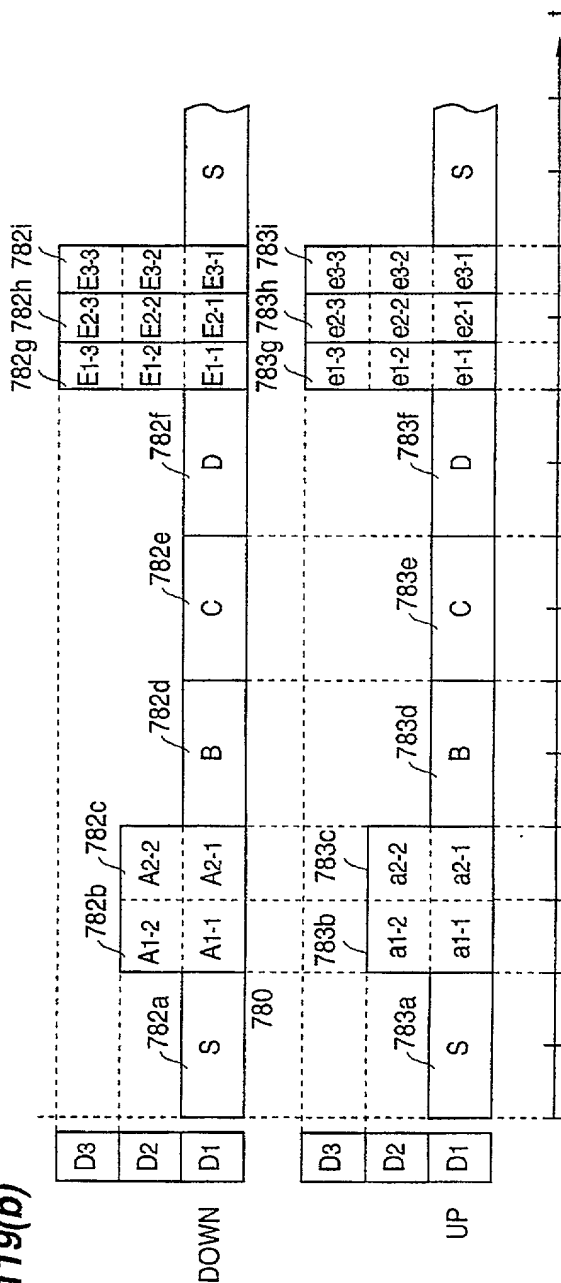 119(b)
782g 782h 782i
D3 E1-3 E2-3 E3-3
782b 782c
D2 A1-2 A2-2 E1-2 E2-2 E3-2
782a 782d 782e 782f
DOWN D1 S A1-1 A2-1 B C D E1-1 E2-1 E3-1 S
780
783g 783h 783i
D3 e1-3 e2-3 e3-3
783b 783c
D2 a1-2 a2-2 e1-2 e2-2 e3-2
783a 783d 783e 783f
UP D1 S a1-1 a2-1 B C D e1-1 e2-1 e3-1 S
t